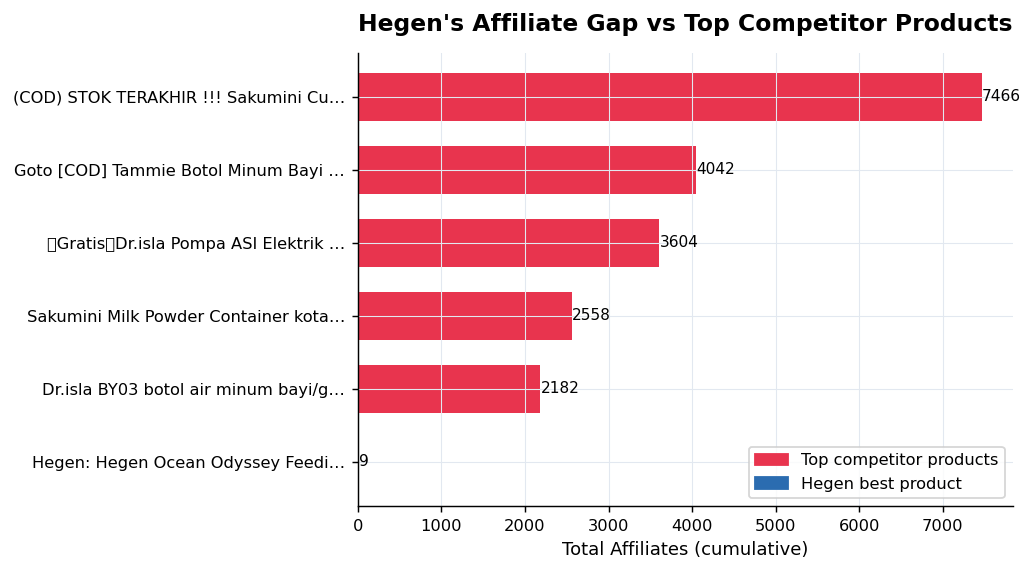 Hegen's Affiliate Gap vs Top Competitor Products
(COD) STOK TERAKHIR !!! Sakumini Cu… 7466
Goto [COD] Tammie Botol Minum Bayi … 4042
▯Gratis▯Dr.isla Pompa ASI Elektrik … 3604
Sakumini Milk Powder Container kota… 2558
Dr.isla BY03 botol air minum bayi/g… 2182
Hegen: Hegen Ocean Odyssey Feedi… 9
Top competitor products
Hegen best product
0 1000 2000 3000 4000 5000 6000 7000
Total Affiliates (cumulative)